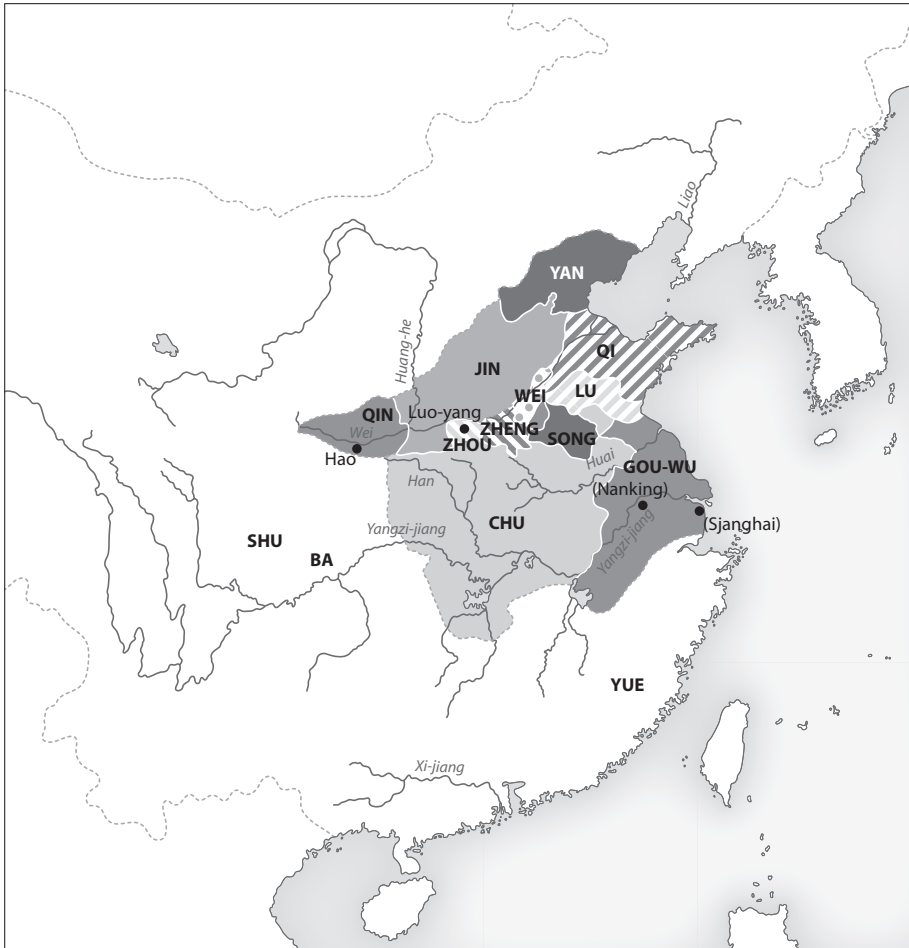 Liao
YAN
Huang-he
QI
JIN
WEI
LU
QIN
Luo-yang
ZHENG
SONG
Wei
ZHOU
Hao
Huai
GOU-WU
Han
(Nanking)
CHU
(Sjanghai)
Yangzi-jiang
SHU
Yangzi-jiang
BA
YUE
Xi-jiang